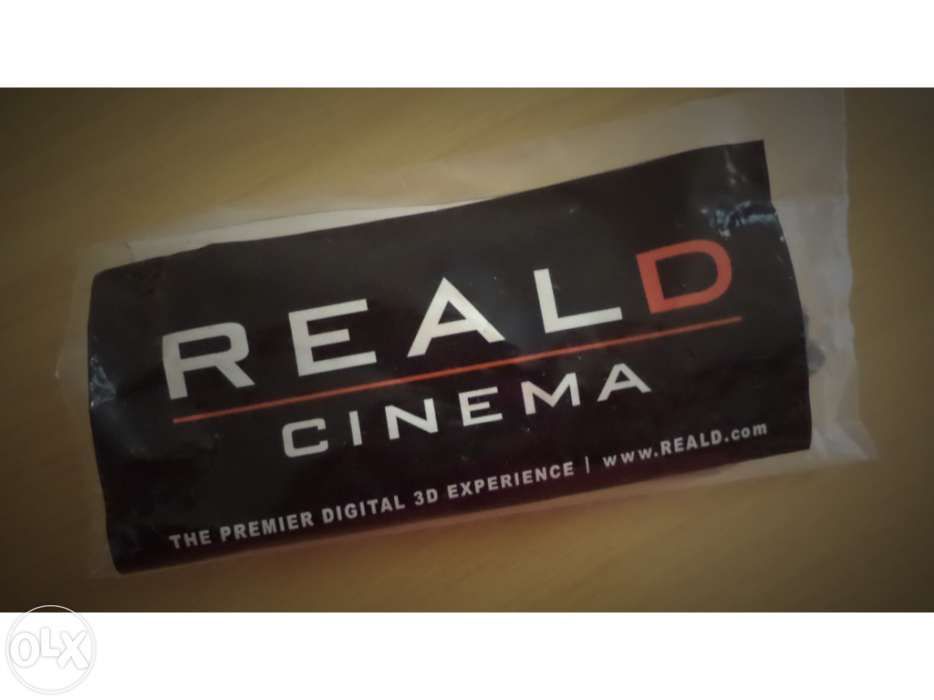 REALD
CINEMA
THE PREMIER DIGITAL 3D EXPERIENCE | www.REALD.com
OLX